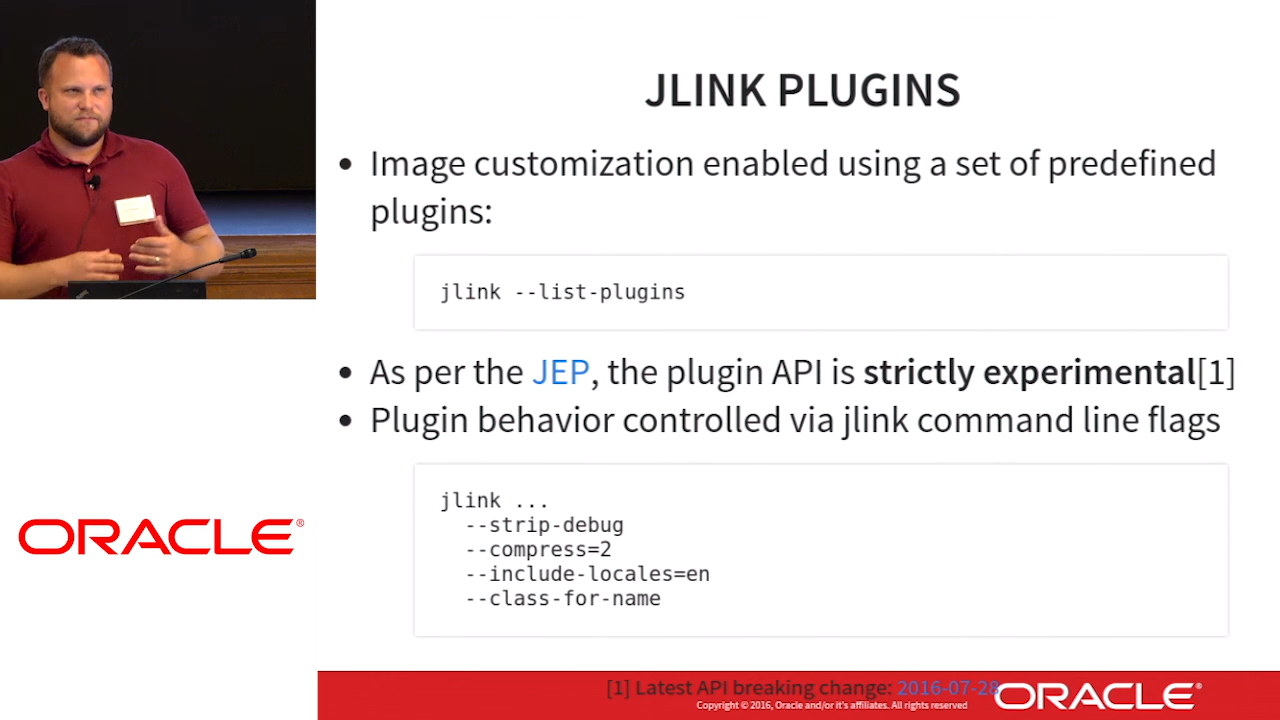 JLINK PLUGINS
• Image customization enabled using a set of predefined
plugins:
jlink --list-plugins
• As per the JEP, the plugin API is strictly experimental[1]
• Plugin behavior controlled via jlink command line flags
jlink ...
--strip-debug
--compress=2
--include-locales=en
--class-for-name
ORACLE®
[1] Latest API breaking change: 2016-07-28
Copyright © 2016, Oracle and/or it's affiliates. All rights reserved
ORACLE®